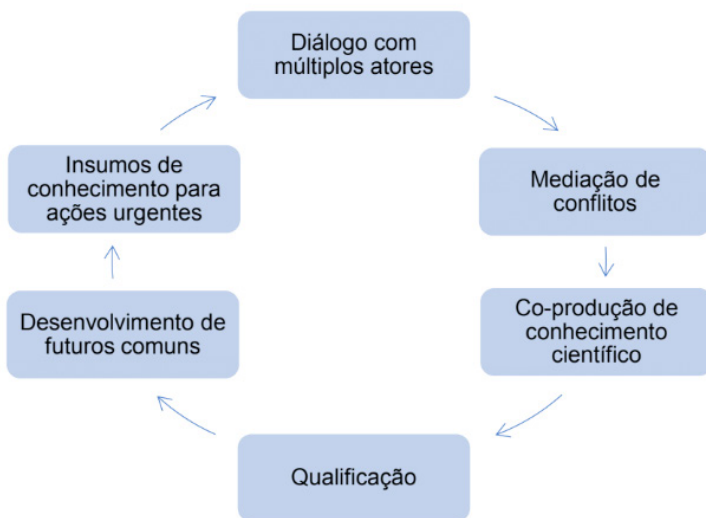 Diálogo com
múltiplos atores
Mediação de
conflitos
Co-produção de
conhecimento
científico
Qualificação
Desenvolvimento de
futuros comuns
Insumos de
conhecimento para
ações urgentes